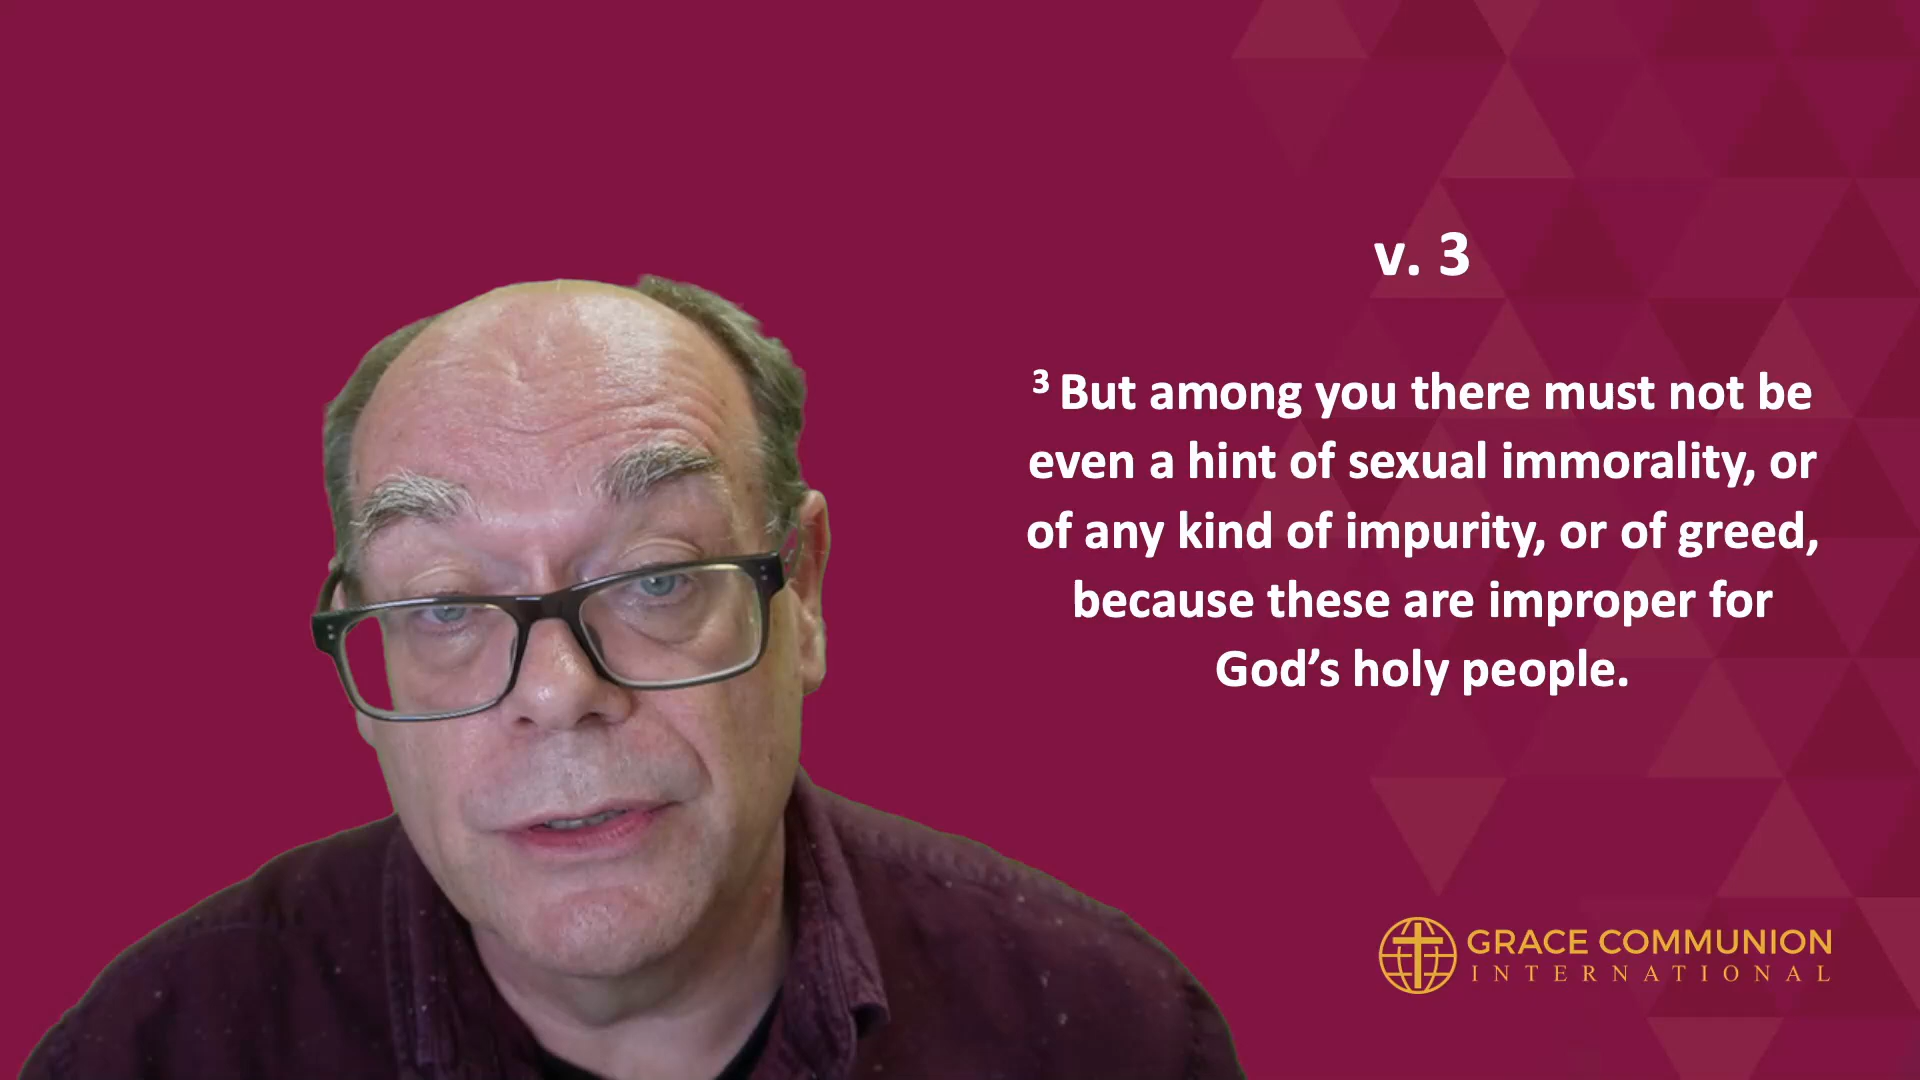 v. 3
3 But among you there must not be
even a hint of sexual immorality, or
of any kind of impurity, or of greed,
because these are improper for
God’s holy people.
GRACE COMMUNION
INTERNATIONAL